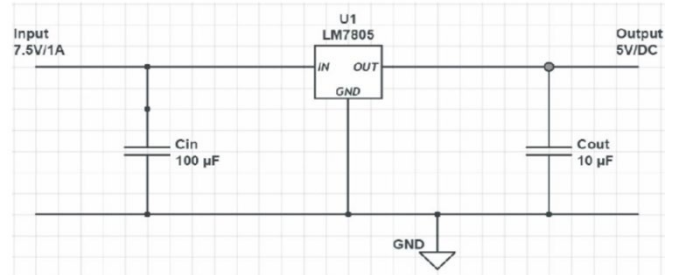 Input
7.5V/1A
U1
LM7805
IN OUT
GND
Output
5V/DC
Cin
100 µF
Cout
10 µF
GND